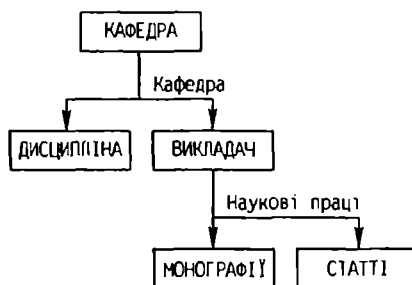 КАФЕДРА
Кафедра
ДИСЦИПЛІНА ВИКЛАДАЧ
Наукові праці
МОНОГРАФІЇ СТАТТІ